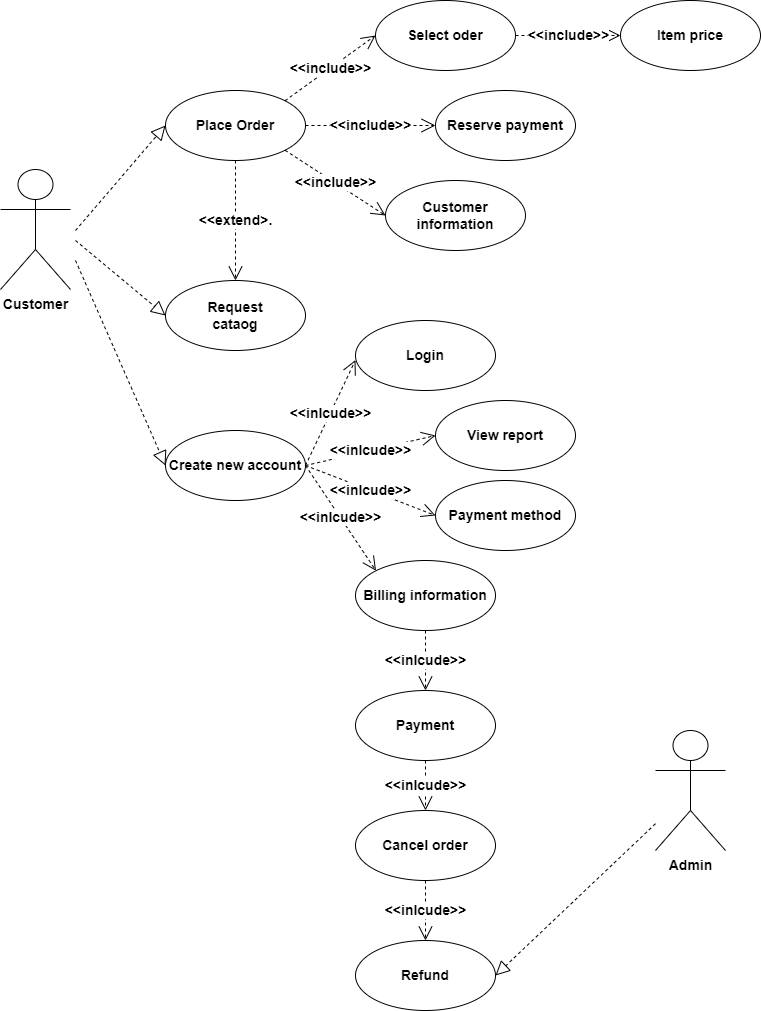 Select oder
<<include>>
Item price
<<include>>
Place Order
<<include>>
Reserve payment
<<include>>
Customer
information
<<extend>.
Customer
Request
cataog
Login
<<inlcude>>
View report
<<inlcude>>
Create new account
<<inlcude>>
Payment method
<<inlcude>>
Billing information
<<inlcude>>
Payment
<<inlcude>>
Cancel order
Admin
<<inlcude>>
Refund